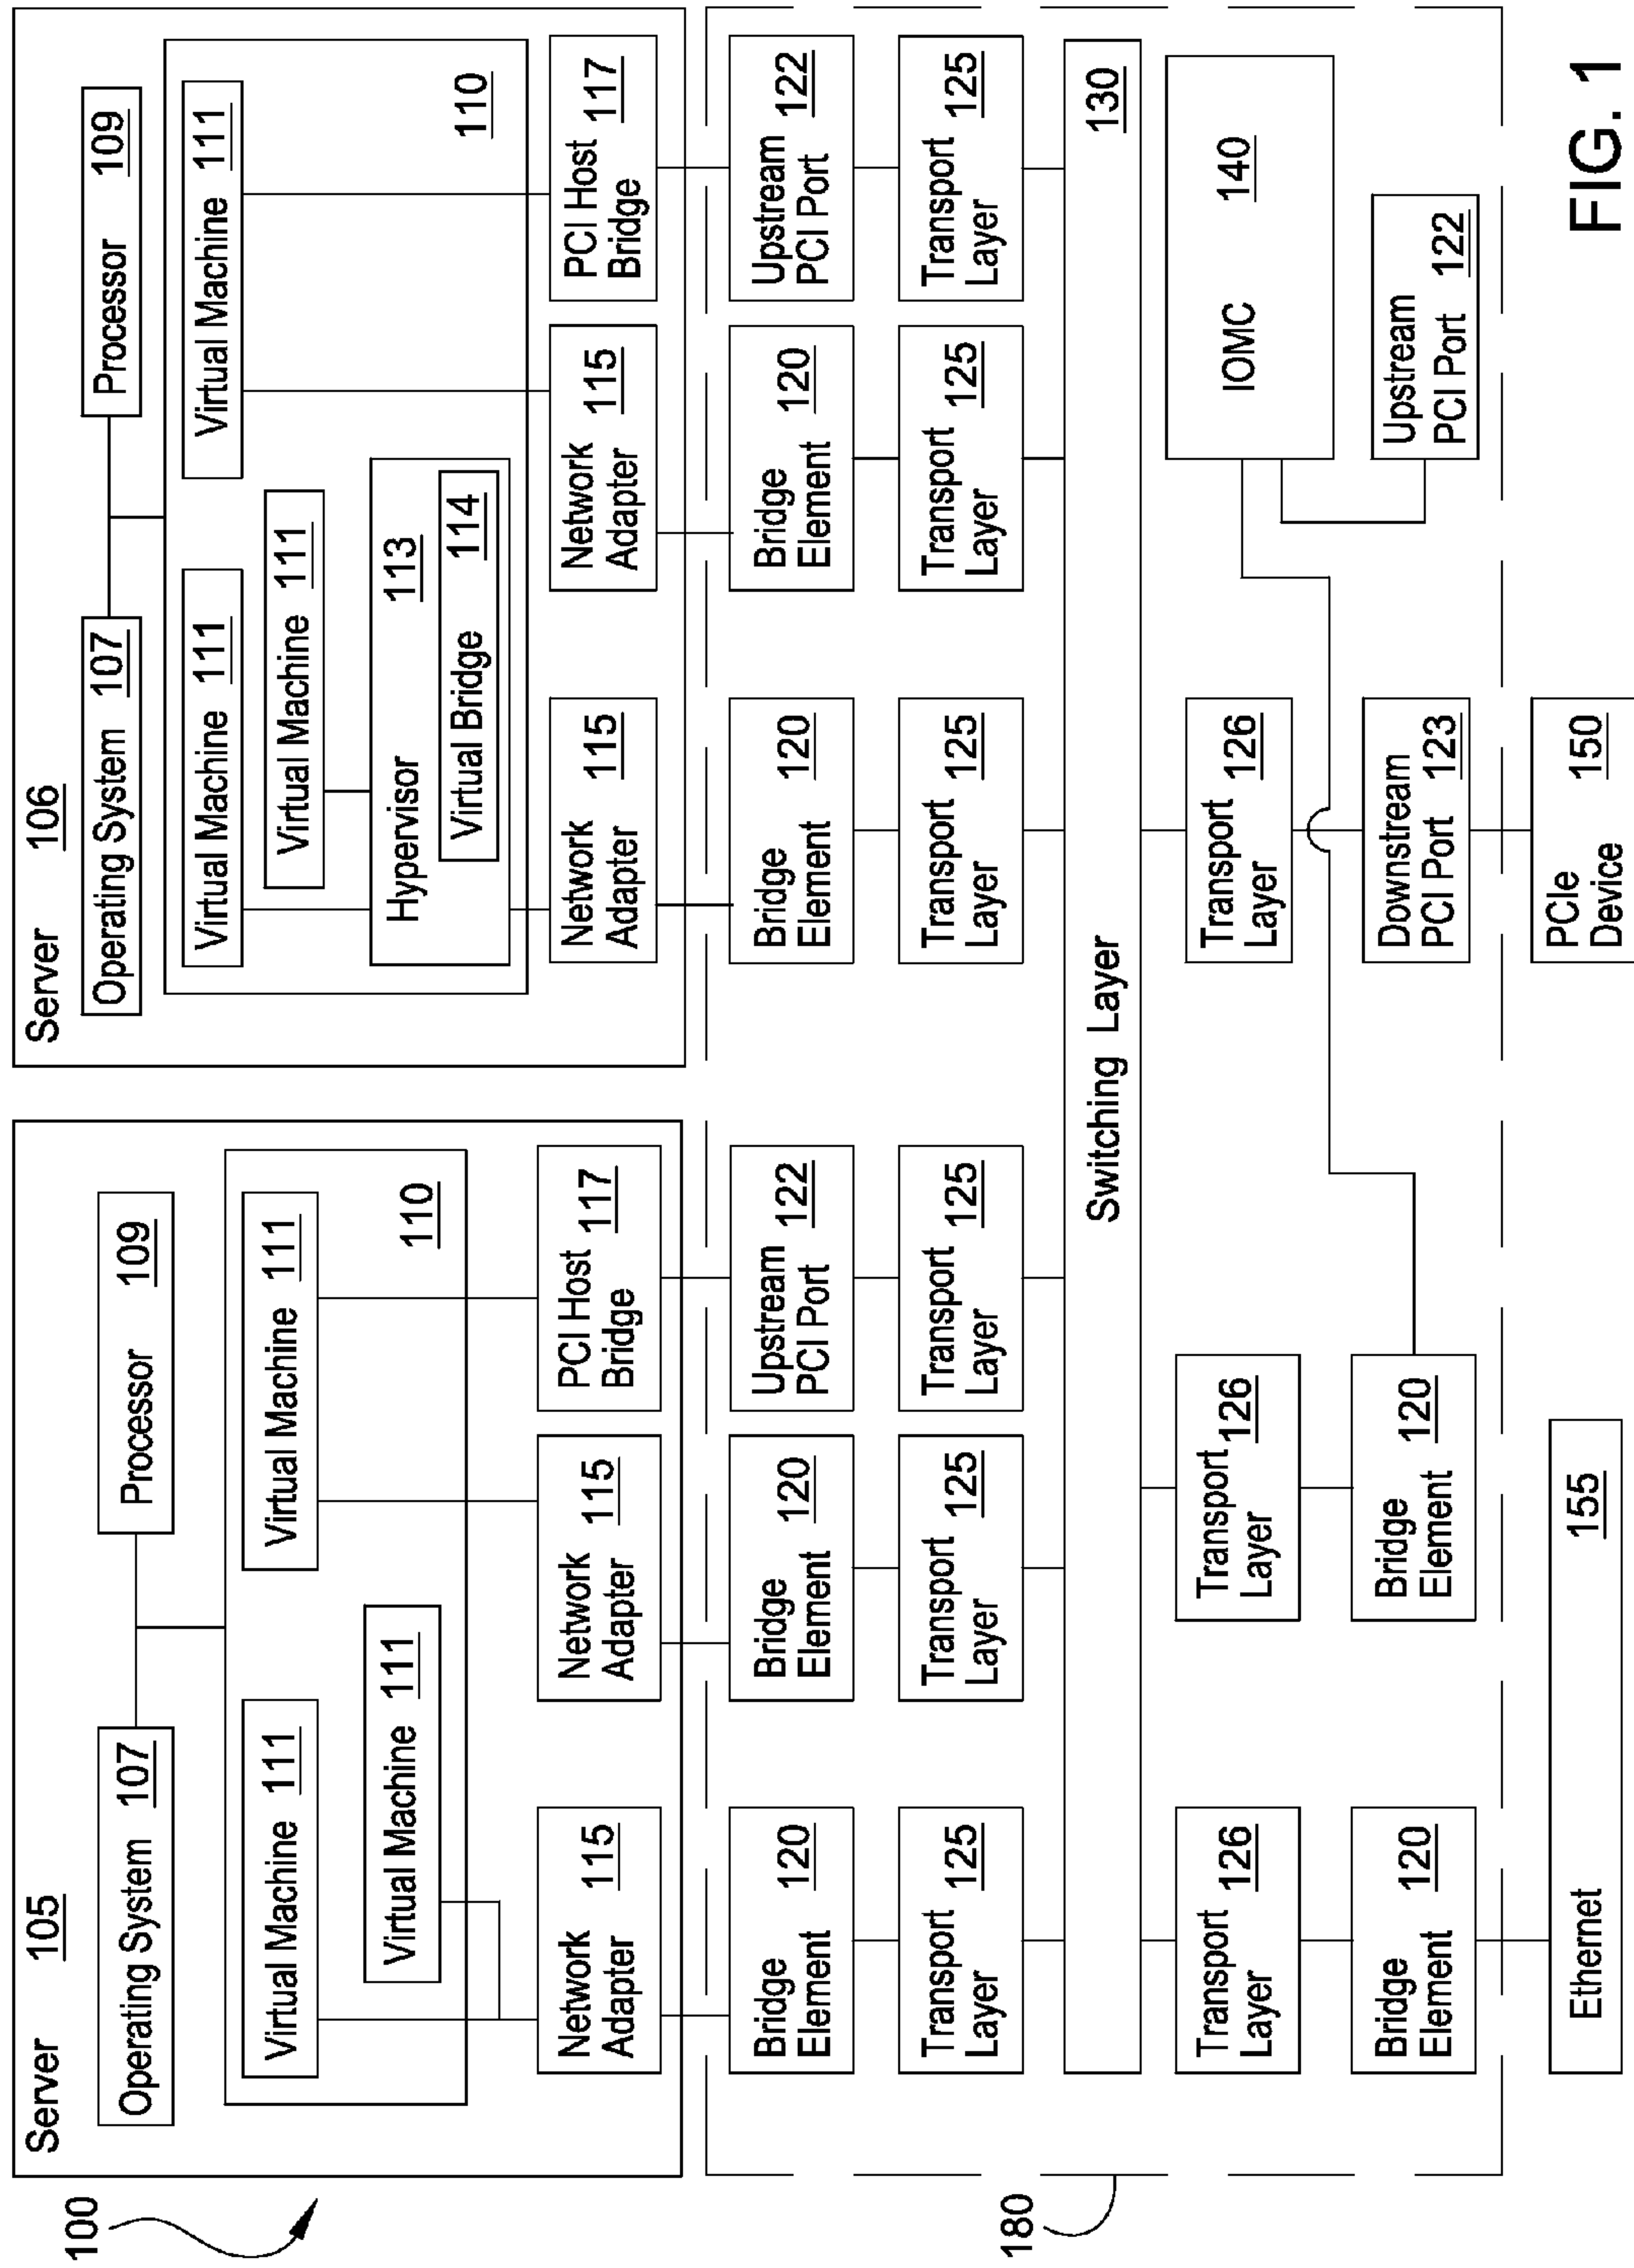 100
Server 105
Operating System 107
Processor 109
Virtual Machine 111
Virtual Machine 111
Virtual Machine 111
110
Network
Adapter 115
Network
Adapter 115
PCI Host
Bridge 117
Server 106
Operating System 107
Processor 109
Virtual Machine 111
Virtual Machine 111
Virtual Machine 111
Hypervisor 113
Virtual Bridge 114
110
Network
Adapter 115
Network
Adapter 115
PCI Host
Bridge 117
180
Bridge
Element 120
Bridge
Element 120
Upstream
PCI Port 122
Bridge
Element 120
Bridge
Element 120
Upstream
PCI Port 122
Transport
Layer 125
Transport
Layer 125
Transport
Layer 125
Transport
Layer 125
Transport
Layer 125
Transport
Layer 125
Switching Layer 130
Transport
Layer 126
Transport
Layer 126
Transport
Layer 126
IOMC 140
Bridge
Element 120
Bridge
Element 120
Downstream
PCI Port 123
Upstream
PCI Port 122
Ethernet 155
PCIe
Device 150
FIG. 1